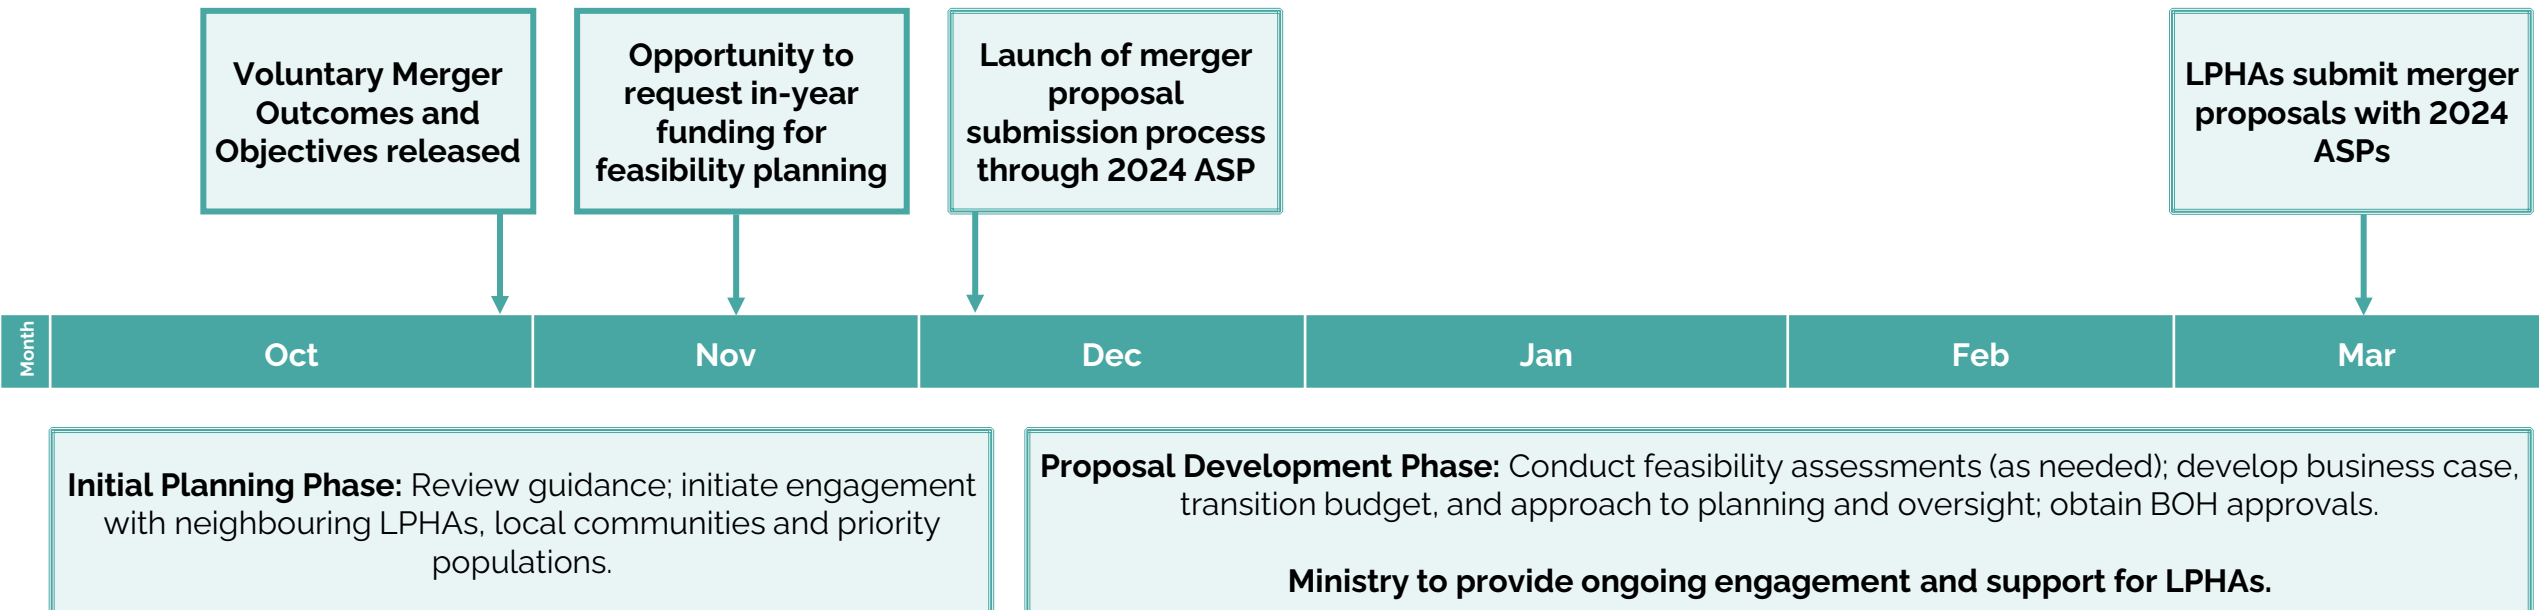 Voluntary Merger
Outcomes and
Objectives released
Opportunity to
request in-year
funding for
feasibility planning
Launch of merger
proposal
submission process
through 2024 ASP
LPHAs submit merger
proposals with 2024
ASPs
Month
Oct
Nov
Dec
Jan
Feb
Mar
Initial Planning Phase: Review guidance; initiate engagement
with neighbouring LPHAs, local communities and priority
populations.
Proposal Development Phase: Conduct feasibility assessments (as needed); develop business case,
transition budget, and approach to planning and oversight; obtain BOH approvals.
Ministry to provide ongoing engagement and support for LPHAs.